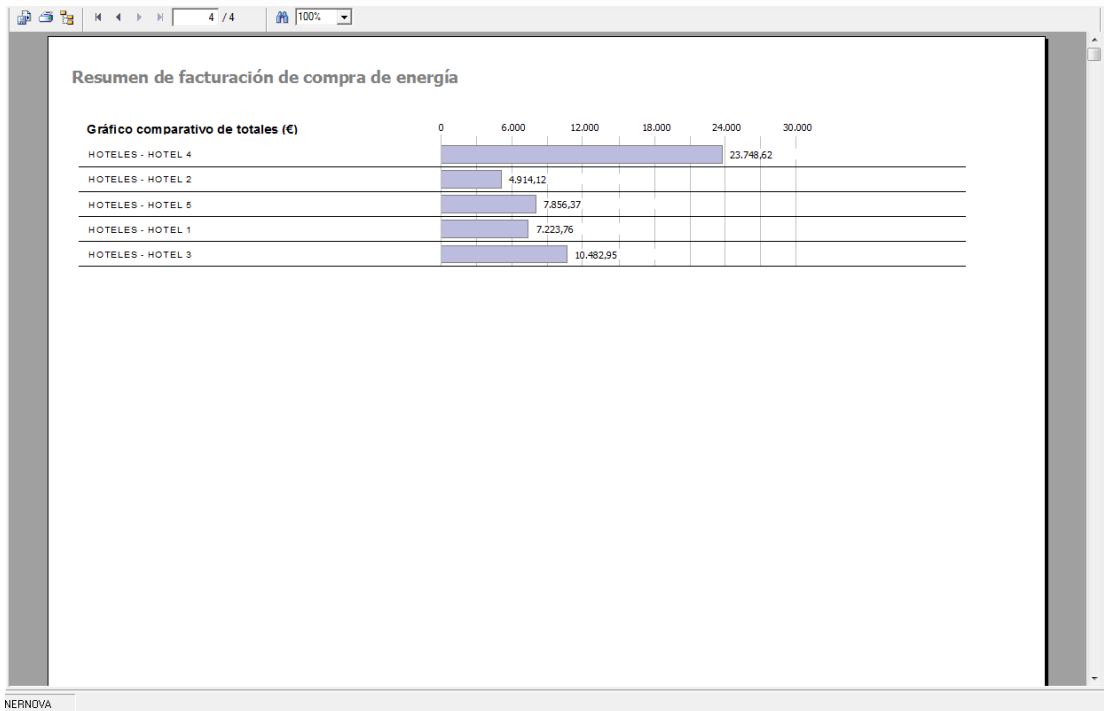 4 / 4 100%
Resumen de facturación de compra de energía
Gráfico comparativo de totales (€) 0 6.000 12.000 18.000 24.000 30.000
HOTELES - HOTEL 4 23.748,62
HOTELES - HOTEL 2 4.914,12
HOTELES - HOTEL 5 7.856,37
HOTELES - HOTEL 1 7.223,76
HOTELES - HOTEL 3 10.482,95
NERNOVA